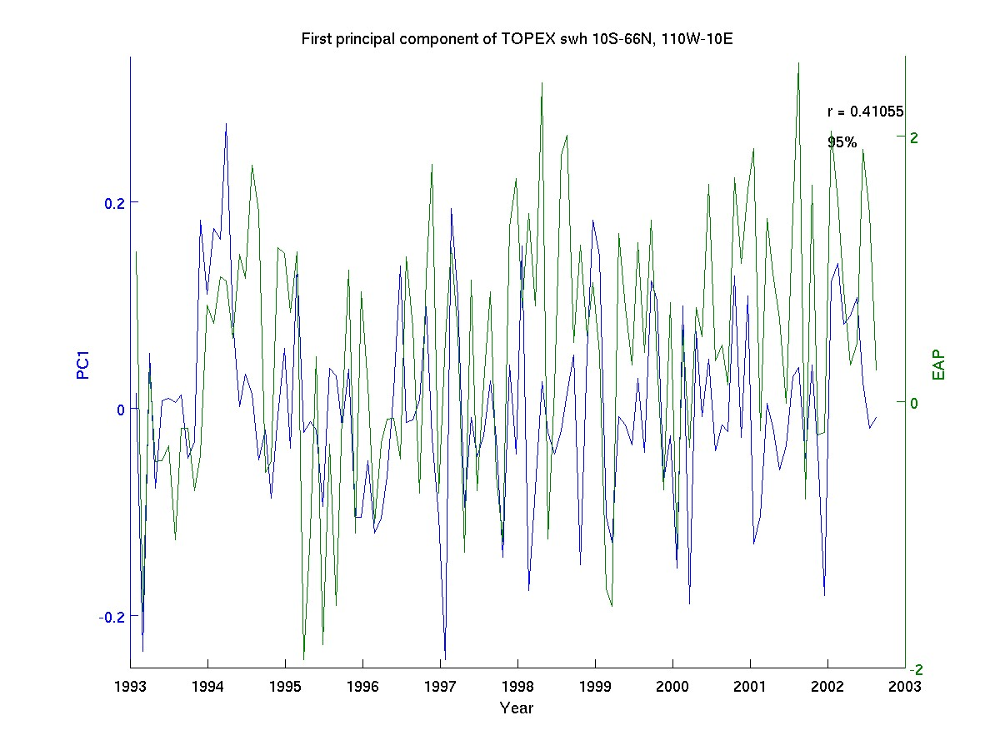 First principal component of TOPEX swh 10S-66N, 110W-10E
r = 0.41055
95%
2
0.2
PC1
EAP
0
0
-0.2
-2
1993 1994 1995 1996 1997 1998 1999 2000 2001 2002 2003
Year